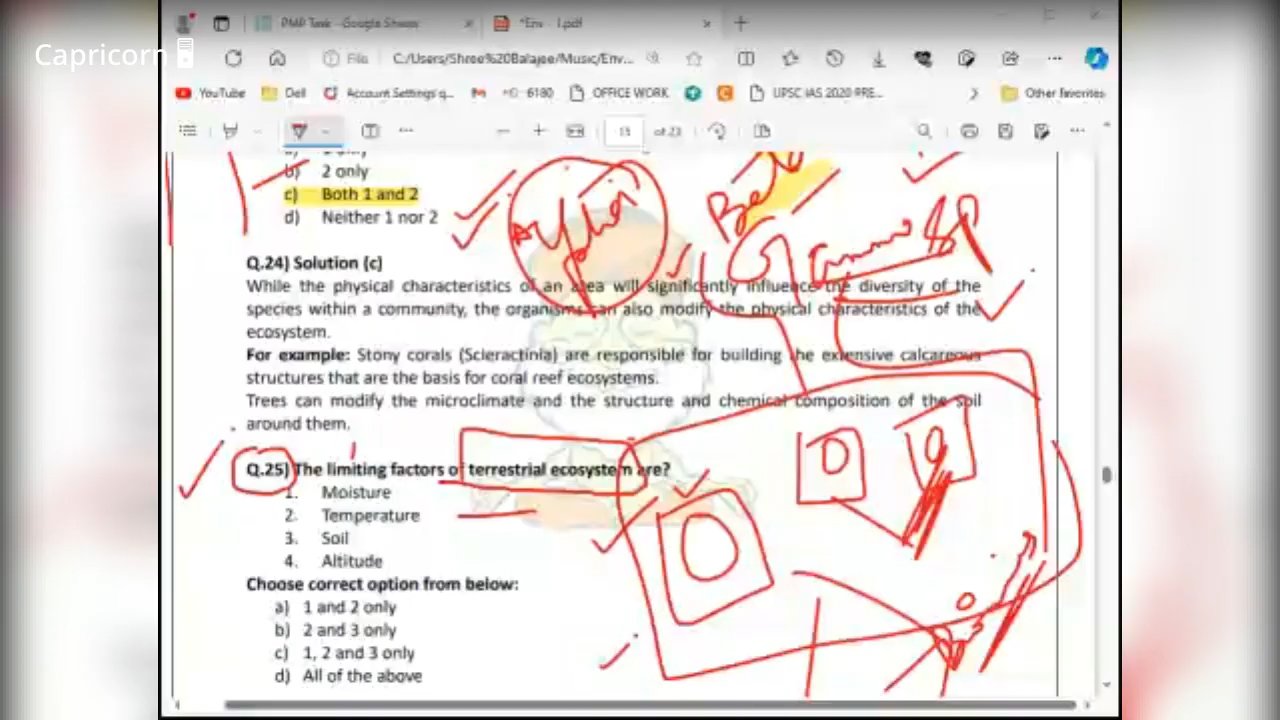 Capricorn
PMP Task - Google Sheets
*Env - 1.pdf
File
C:/Users/Shree%20Balajee/Music/Env...
YouTube
Dell
Account Settings q...
6180
OFFICE WORK
UPSC IAS 2020 PRE...
Other favorites
15 of 23
b) 2 only
c) Both 1 and 2
d) Neither 1 nor 2
Q.24) Solution (c)
While the physical characteristics of an area will significantly influence the diversity of the
species within a community, the organisms can also modify the physical characteristics of the
ecosystem.
For example: Stony corals (Scleractinia) are responsible for building the extensive calcareous
structures that are the basis for coral reef ecosystems.
Trees can modify the microclimate and the structure and chemical composition of the soil
around them.
Q.25) The limiting factors of terrestrial ecosystem are?
1. Moisture
2. Temperature
3. Soil
4. Altitude
Choose correct option from below:
a) 1 and 2 only
b) 2 and 3 only
c) 1, 2 and 3 only
d) All of the above